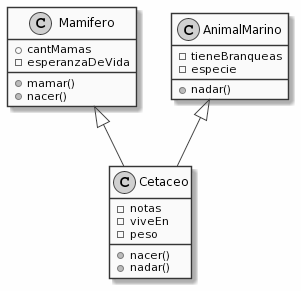 C Mamifero
cantMamas
esperanzaDeVida
mamar()
nacer()
C AnimalMarino
tieneBranqueas
especie
nadar()
C Cetaceo
notas
viveEn
peso
nacer()
nadar()